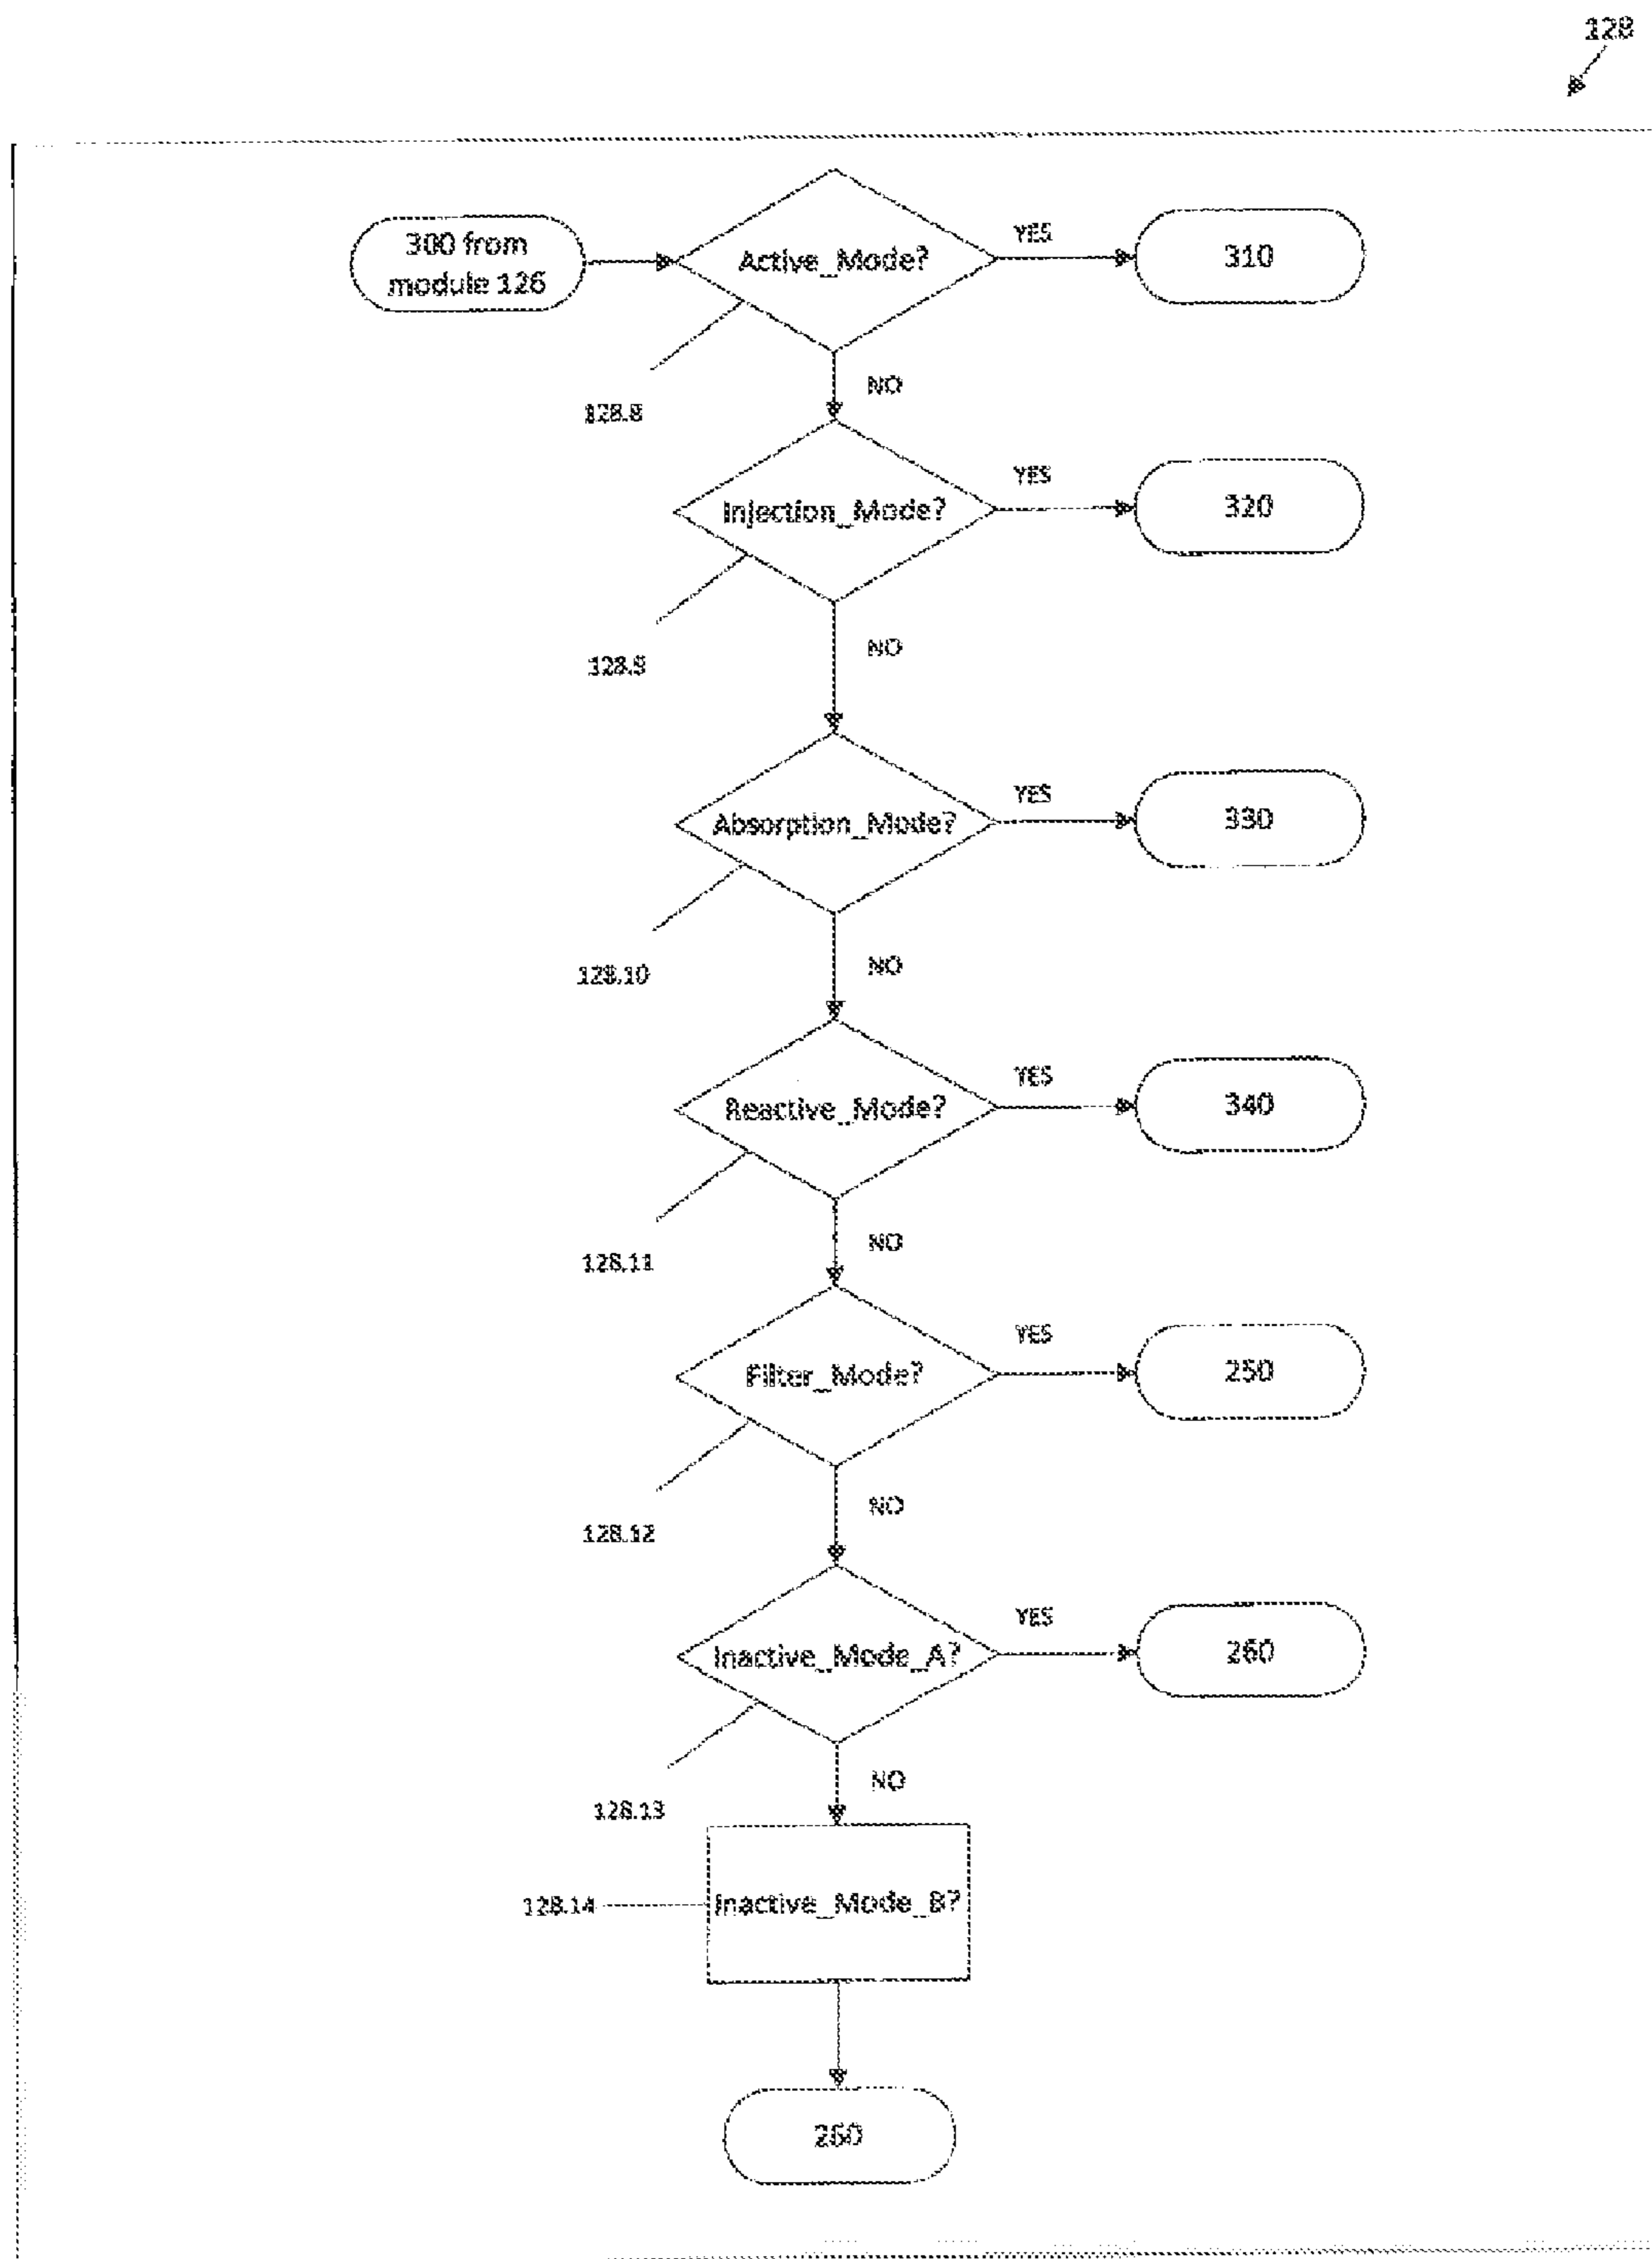 128
300 from
module 126
Active_Mode?
YES
310
128.8
NO
Injection_Mode?
YES
320
128.9
NO
Absorption_Mode?
YES
330
128.10
NO
Reactive_Mode?
YES
340
128.11
NO
Filter_Mode?
YES
250
128.12
NO
Inactive_Mode_A?
YES
260
128.13
NO
128.14
Inactive_Mode_B?
260